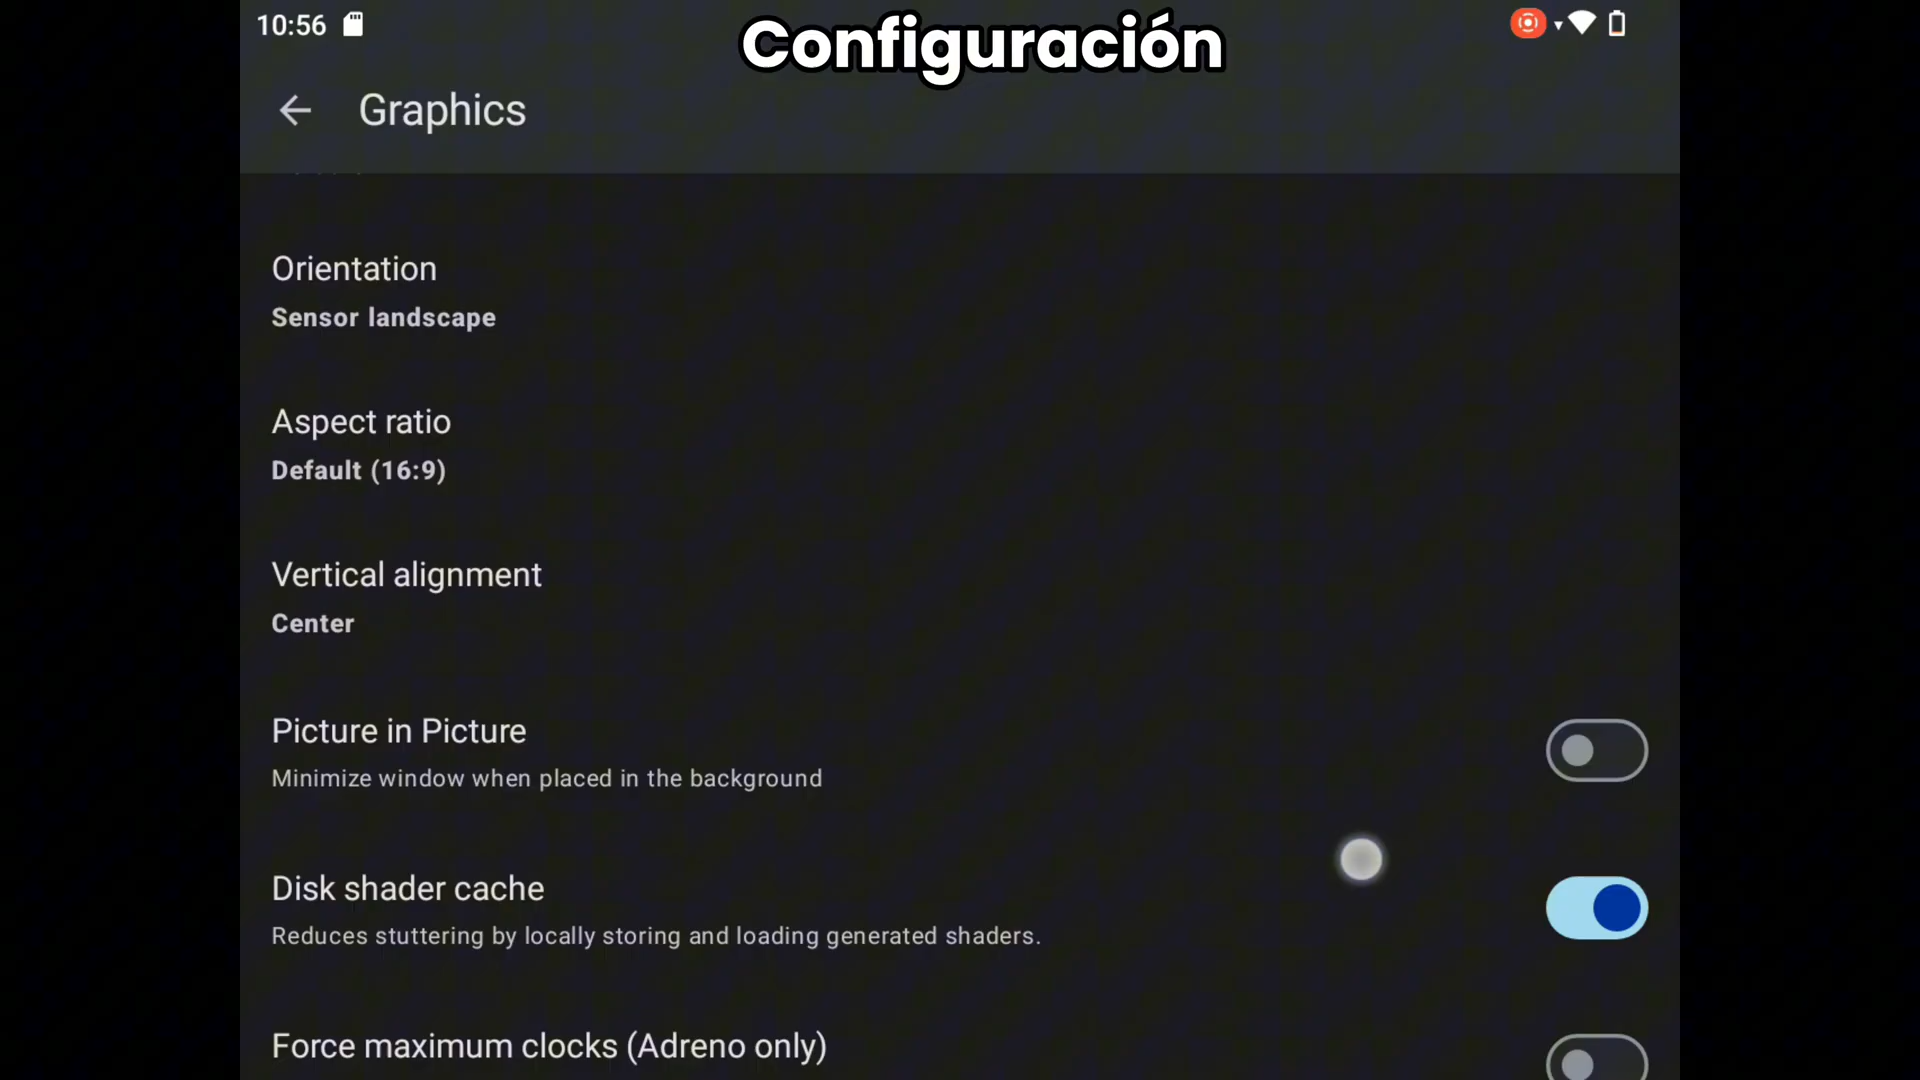 10:56
Configuración
Graphics
Orientation
Sensor landscape
Aspect ratio
Default (16:9)
Vertical alignment
Center
Picture in Picture
Minimize window when placed in the background
Disk shader cache
Reduces stuttering by locally storing and loading generated shaders.
Force maximum clocks (Adreno only)